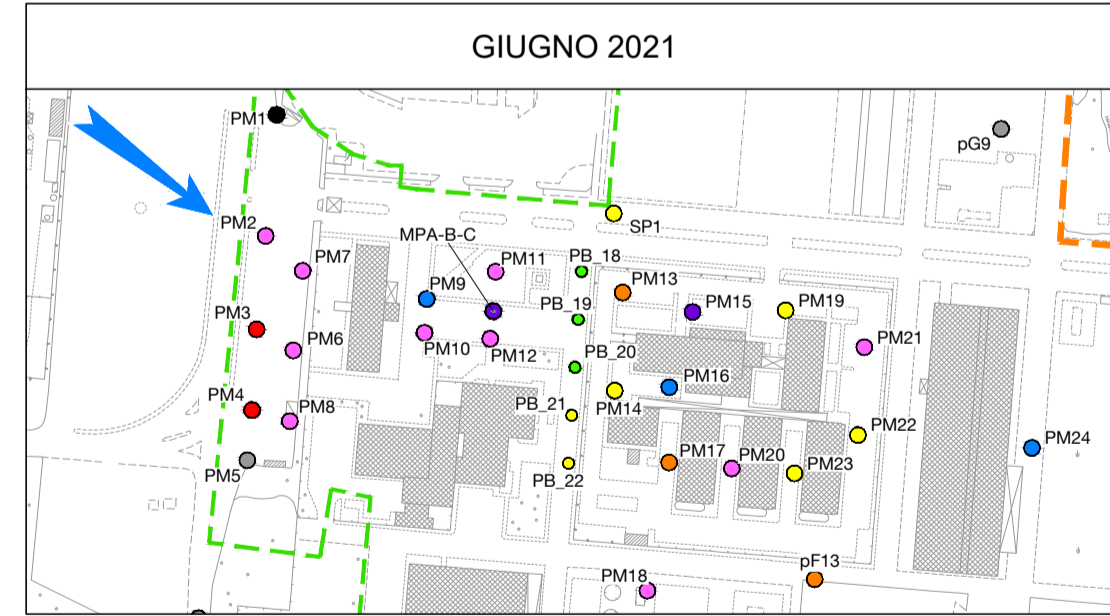 GIUGNO 2021
PM1
pG9
PM2
SP1
MPA-B-C
PM7
PM11
PB_18
PM9
PM13
PB_19
PM15
PM19
PM3
PM6
PM10
PM12
PB_20
PM21
PM16
PM4
PM8
PB_21
PM14
PM22
PM24
PM5
PB_22
PM17
PM20
PM23
pF13
PM18